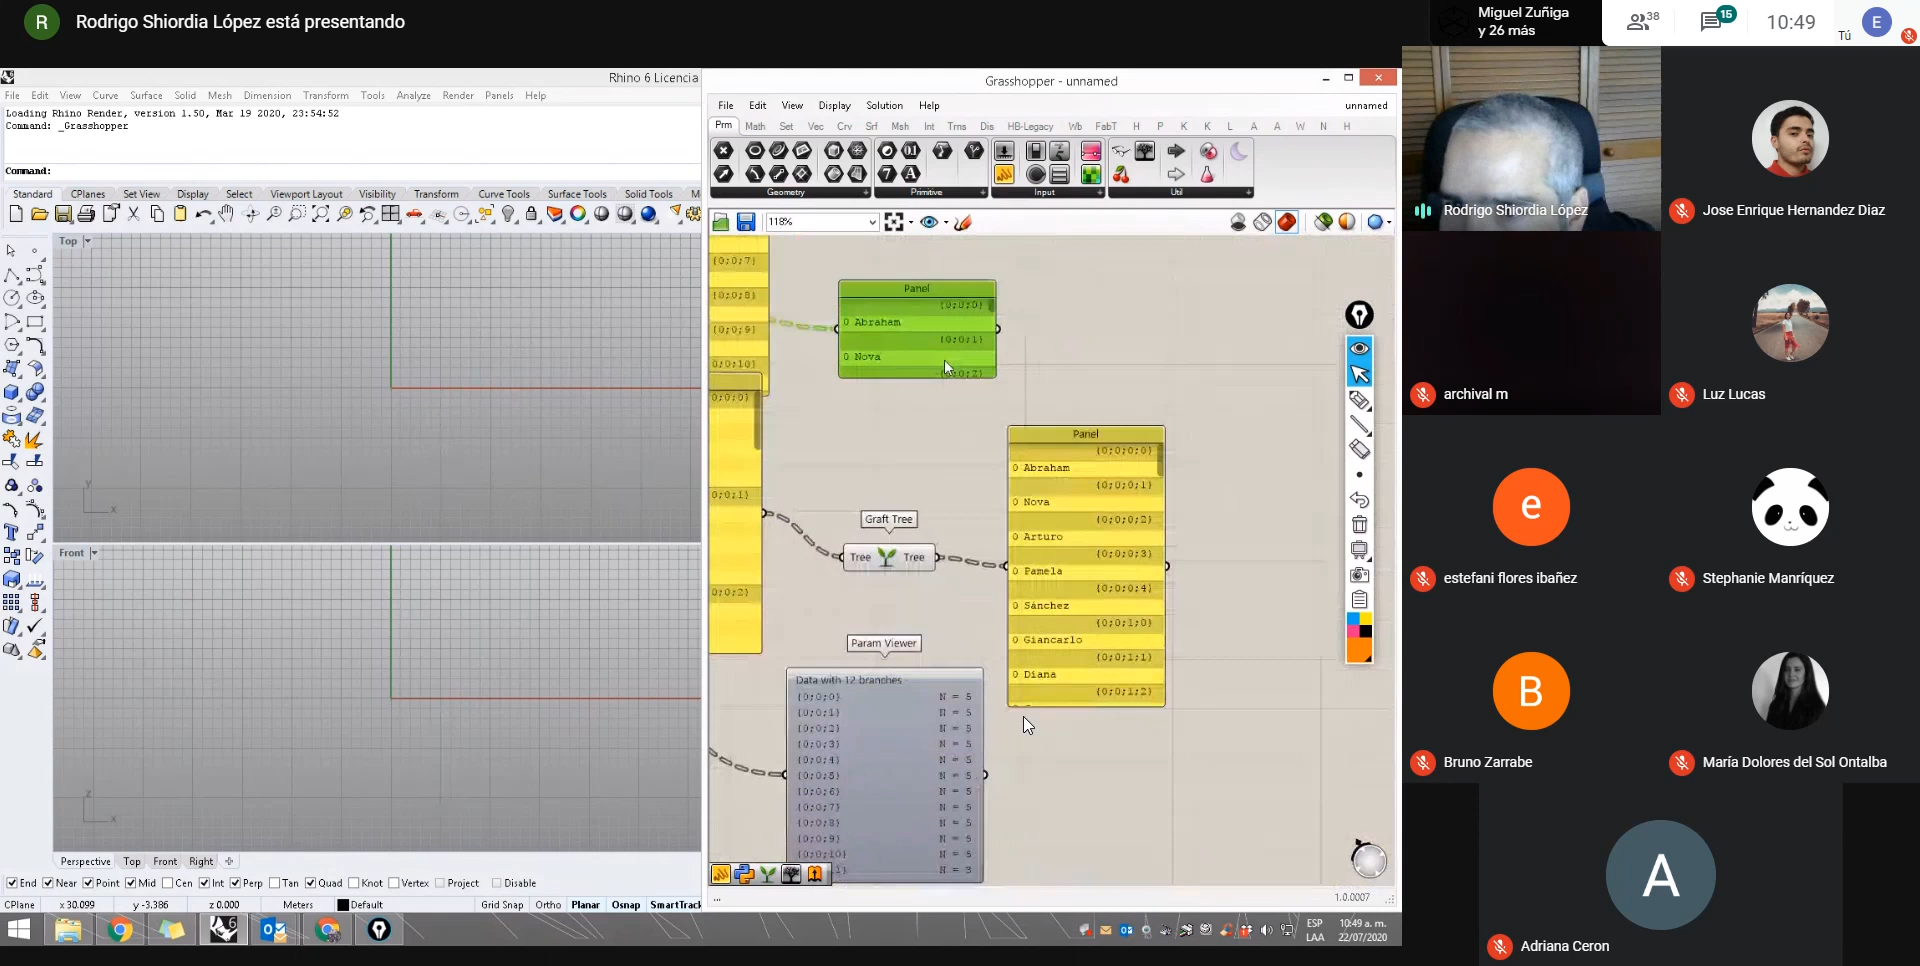 R Rodrigo Shiordia López está presentando
Miguel Zuñiga
y 26 más
38
15
10:49
Tú
E
Rhino 6 Licencia
File Edit View Curve Surface Solid Mesh Dimension Transform Tools Analyze Render Panels Help
Loading Rhino Render, version 1.50, Mar 19 2020, 23:54:52
Command: _Grasshopper
Command:
Standard CPlanes Set View Display Select Viewport Layout Visibility Transform Curve Tools Surface Tools Solid Tools M
Top
y
x
Front
z
x
Perspective Top Front Right
End Near Point Mid Cen Int Perp Tan Quad Knot Vertex Project Disable
CPlane x 30.099 y -3.386 z 0.000 Meters Default Grid Snap Ortho Planar Osnap SmartTrack
Grasshopper - unnamed
File Edit View Display Solution Help unnamed
Prm Math Set Vec Crv Srf Msh Int Trns Dis HB-Legacy Wb FabT H P K K L A A W N H
Geometry Primitive Input Util
118%
{0;0;7}
{0;0;8}
{0;0;9}
{0;0;10}
{0;0;0}
0;0;1}
0;0;2}
Panel
{0;0;0}
0 Abraham
{0;0;1}
0 Nova
{0;0;2}
Graft Tree
Tree Tree
Panel
{0;0;0;0}
0 Abraham
{0;0;0;1}
0 Nova
{0;0;0;2}
0 Arturo
{0;0;0;3}
0 Pamela
{0;0;0;4}
0 Sánchez
{0;0;1;0}
0 Giancarlo
{0;0;1;1}
0 Diana
{0;0;1;2}
Param Viewer
Data with 12 branches
{0;0;0} N = 5
{0;0;1} N = 5
{0;0;2} N = 5
{0;0;3} N = 5
{0;0;4} N = 5
{0;0;5} N = 5
{0;0;6} N = 5
{0;0;7} N = 5
{0;0;8} N = 5
{0;0;9} N = 5
{0;0;10} N = 5
1} N = 3
...
1.0.0007
ESP
LAA
10:49 a. m.
22/07/2020
Rodrigo Shiordia López
Jose Enrique Hernandez Diaz
archival m
Luz Lucas
e
estefani flores ibañez
Stephanie Manríquez
B
Bruno Zarrabe
María Dolores del Sol Ontalba
A
Adriana Ceron